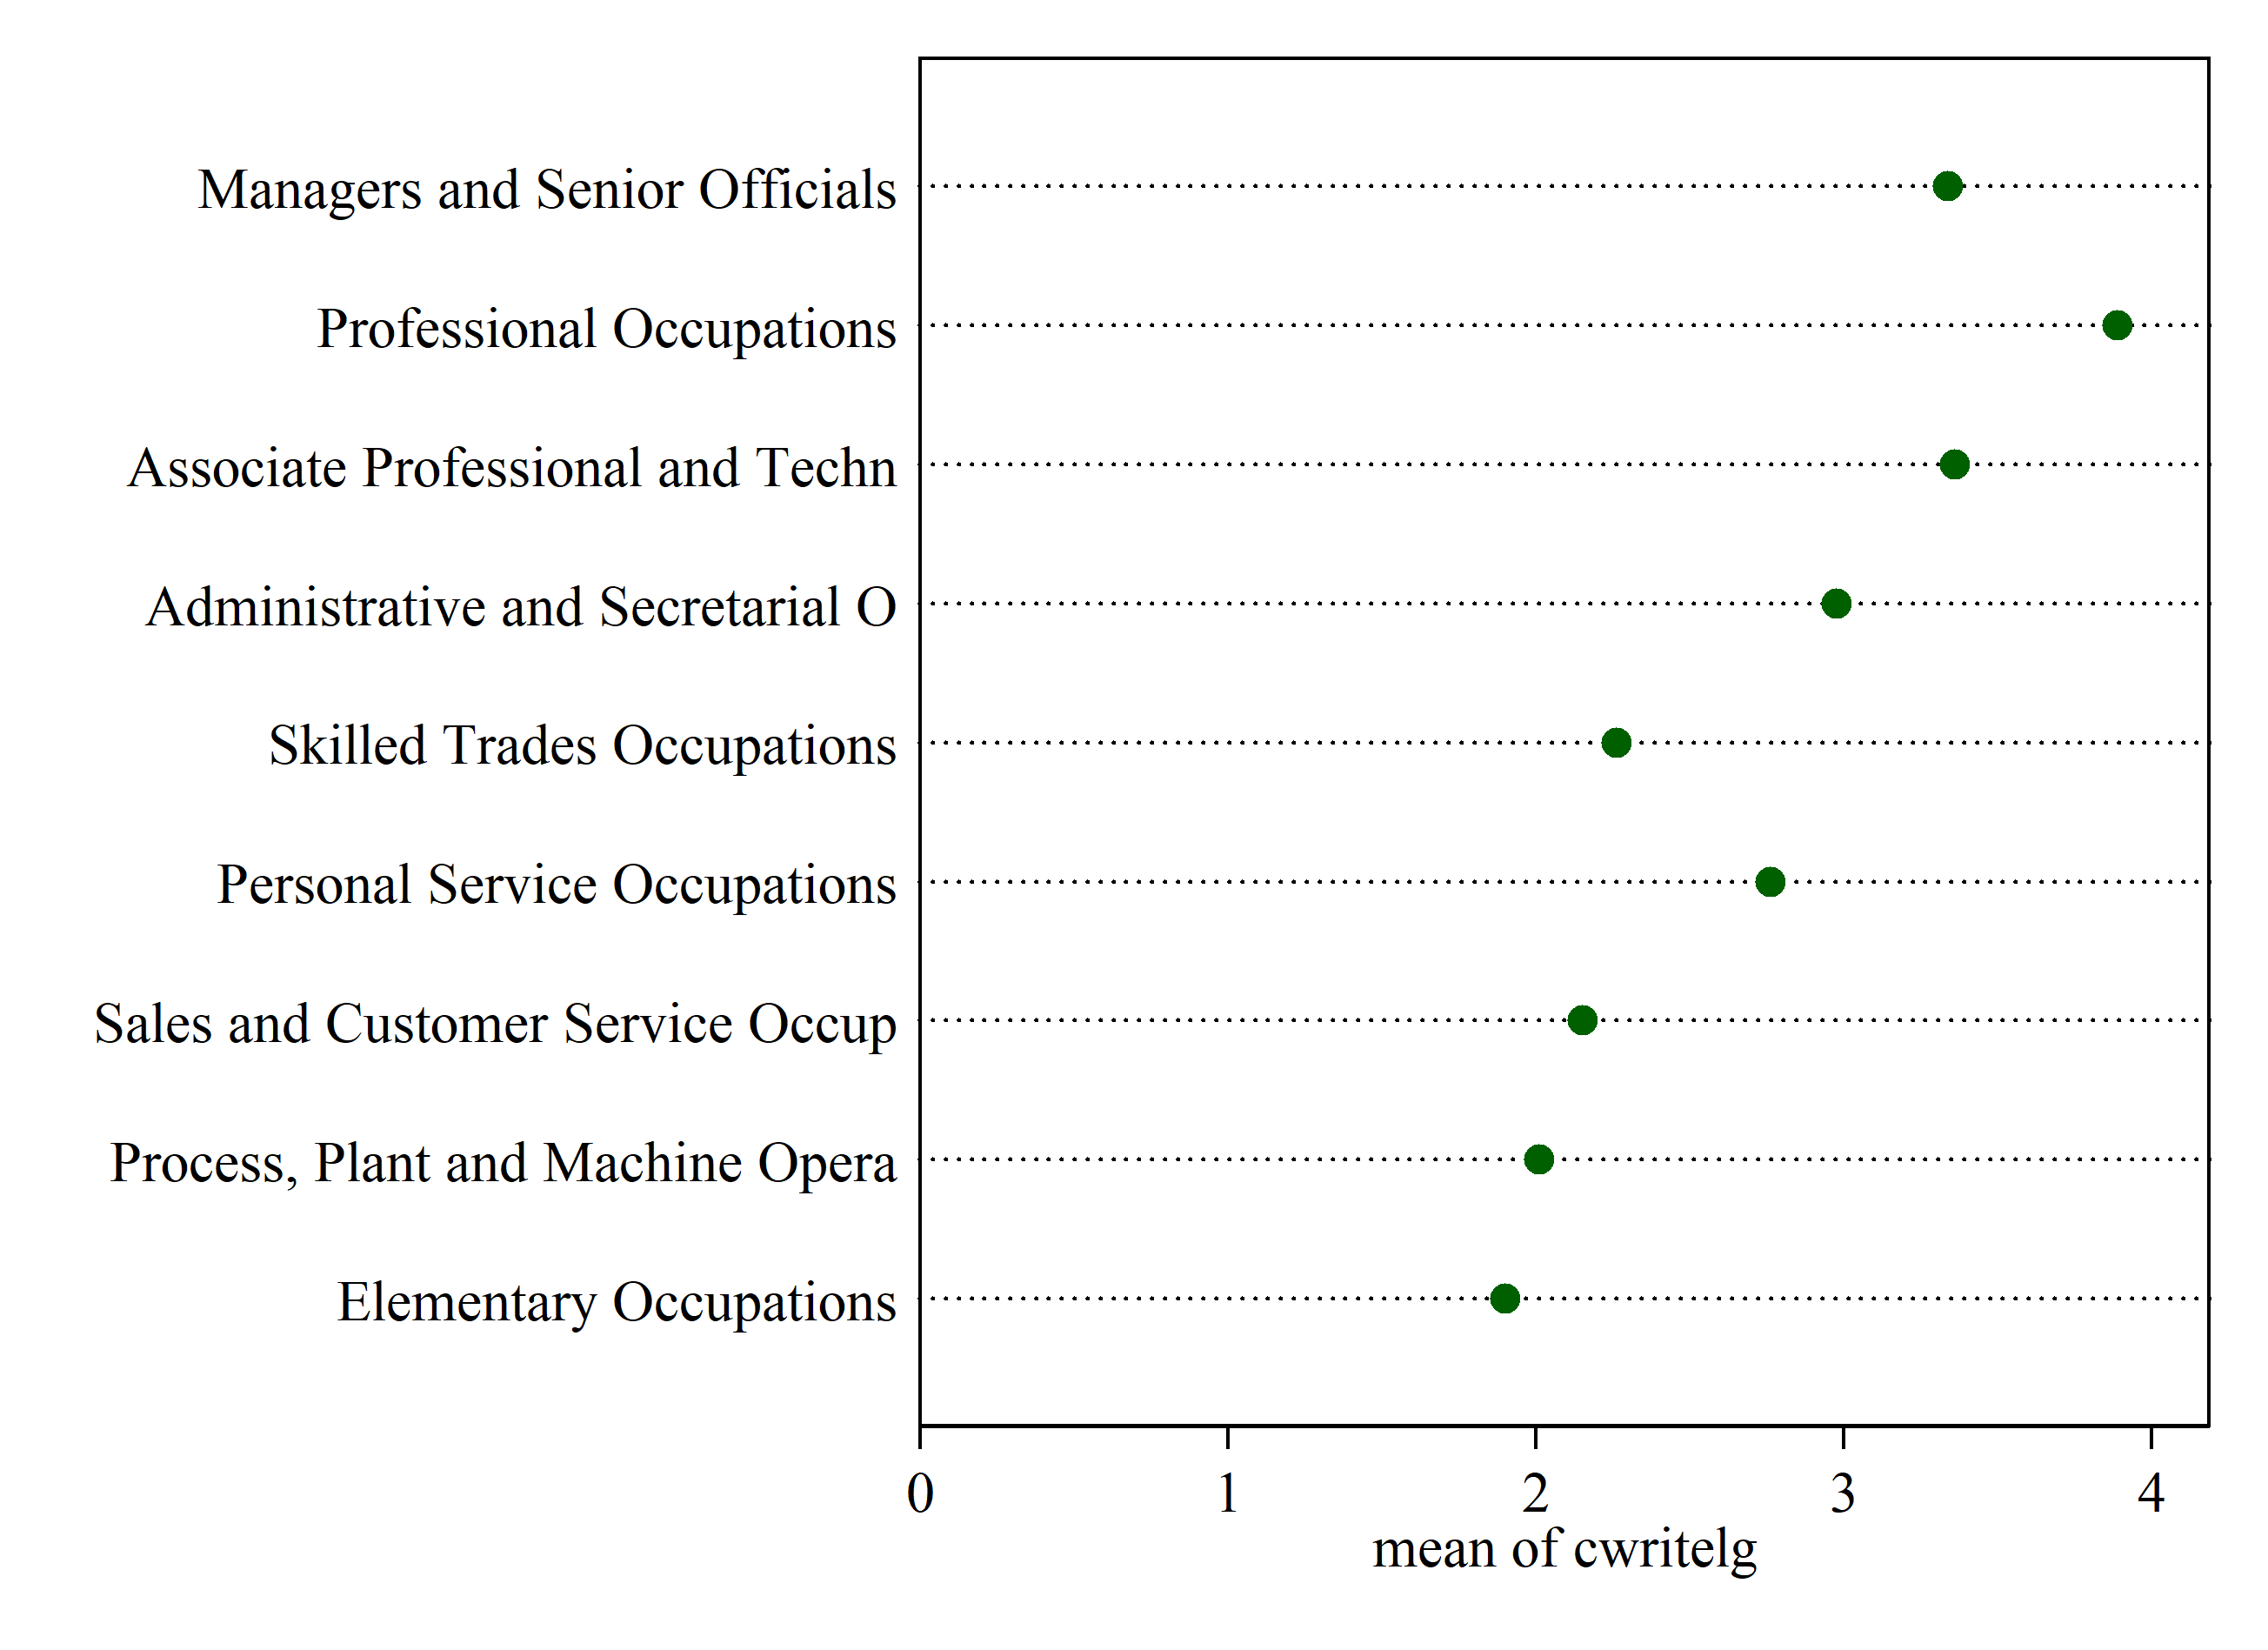 Managers and Senior Officials
Professional Occupations
Associate Professional and Techn
Administrative and Secretarial O
Skilled Trades Occupations
Personal Service Occupations
Sales and Customer Service Occup
Process, Plant and Machine Opera
Elementary Occupations
0 1 2 3 4
mean of cwritelg